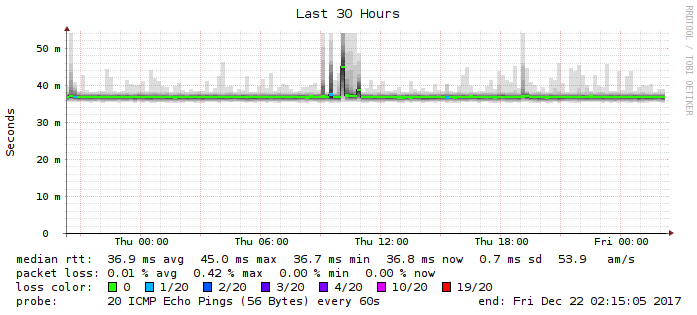 Last 30 Hours
RRDTOOL / TOBI OETIKER
Seconds
50 m
40 m
30 m
20 m
10 m
0
Thu 00:00 Thu 06:00 Thu 12:00 Thu 18:00 Fri 00:00
median rtt: 36.9 ms avg 45.0 ms max 36.7 ms min 36.8 ms now 0.7 ms sd 53.9 am/s
packet loss: 0.01 % avg 0.42 % max 0.00 % min 0.00 % now
loss color: 0 1/20 2/20 3/20 4/20 10/20 19/20
probe: 20 ICMP Echo Pings (56 Bytes) every 60s end: Fri Dec 22 02:15:05 2017